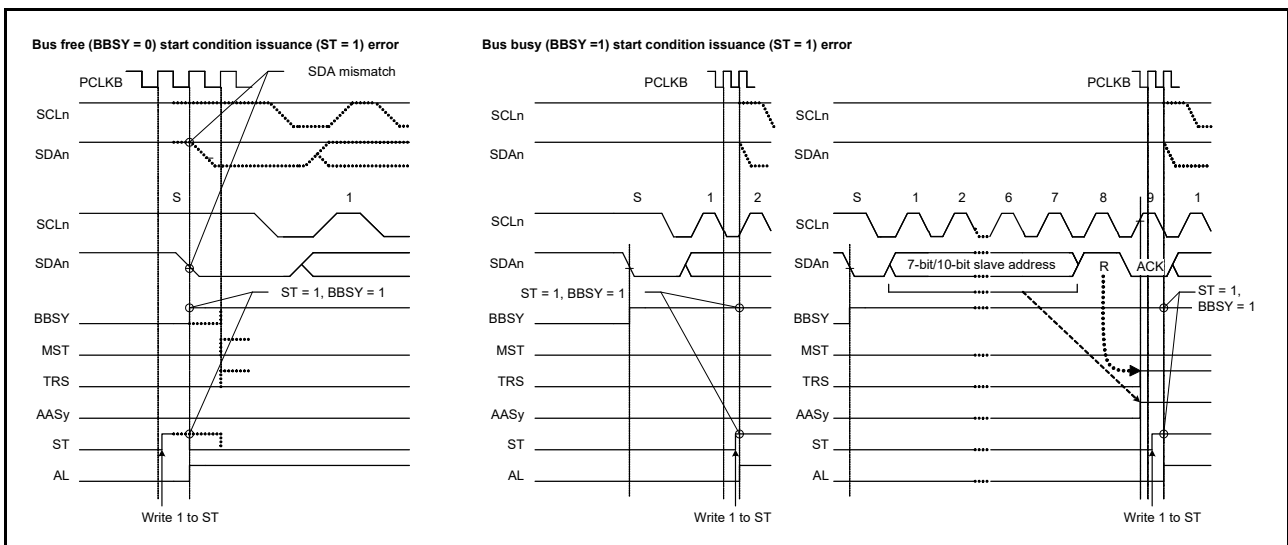 Bus free (BBSY = 0) start condition issuance (ST = 1) error
PCLKB
SDA mismatch
SCLn
SDAn
S 1
SCLn
SDAn
ST = 1, BBSY = 1
BBSY
MST
TRS
AASy
ST
AL
Write 1 to ST
Bus busy (BBSY =1) start condition issuance (ST = 1) error
PCLKB
SCLn
SDAn
S 1 2
SCLn
SDAn
ST = 1, BBSY = 1
BBSY
MST
TRS
AASy
ST
AL
Write 1 to ST
PCLKB
SCLn
SDAn
S 1 2 6 7 8 9 1
SCLn
SDAn
7-bit/10-bit slave address R ACK
ST = 1,
BBSY = 1
BBSY
MST
TRS
AASy
ST
AL
Write 1 to ST